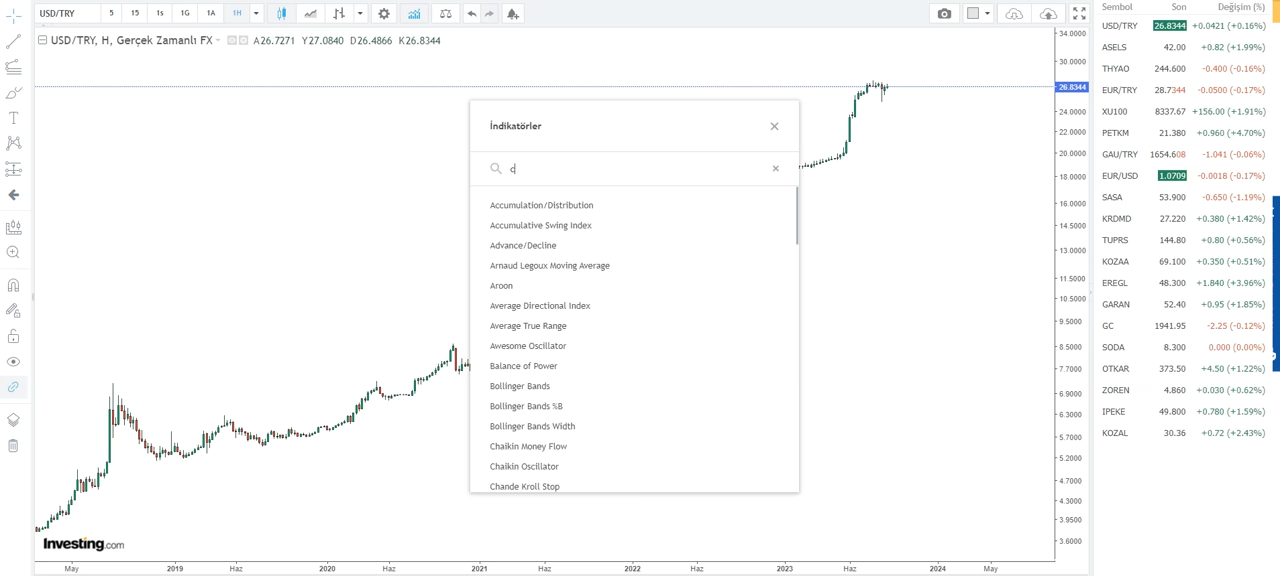 USD/TRY 5 15 1s 1G 1A 1H
USD/TRY, H, Gerçek Zamanlı FX A26.7271 Y27.0840 D26.4866 K26.8344
İndikatörler
c
Accumulation/Distribution
Accumulative Swing Index
Advance/Decline
Arnaud Legoux Moving Average
Aroon
Average Directional Index
Average True Range
Awesome Oscillator
Balance of Power
Bollinger Bands
Bollinger Bands %B
Bollinger Bands Width
Chaikin Money Flow
Chaikin Oscillator
Chande Kroll Stop
Investing.com
34.0000
30.0000
26.8344
24.0000
22.0000
20.0000
18.0000
16.0000
14.5000
13.0000
11.5000
10.5000
9.5000
8.5000
7.7000
6.9000
6.3000
5.7000
5.2000
4.7000
4.3000
3.9500
3.6000
May 2019 Haz 2020 Haz 2021 Haz 2022 Haz 2023 Haz 2024 May
Sembol Son Değişim (%)
USD/TRY 26.8344 +0.0421 (+0.16%)
ASELS 42.00 +0.82 (+1.99%)
THYAO 244.600 -0.400 (-0.16%)
EUR/TRY 28.7344 -0.0500 (-0.17%)
XU100 8337.67 +156.00 (+1.91%)
PETKM 21.380 +0.960 (+4.70%)
GAU/TRY 1654.608 -1.041 (-0.06%)
EUR/USD 1.0709 -0.0018 (-0.17%)
SASA 53.900 -0.650 (-1.19%)
KRDMD 27.220 +0.380 (+1.42%)
TUPRS 144.80 +0.80 (+0.56%)
KOZAA 69.100 +0.350 (+0.51%)
EREGL 48.300 +1.840 (+3.96%)
GARAN 52.40 +0.95 (+1.85%)
GC 1941.95 -2.25 (-0.12%)
SODA 8.300 0.000 (0.00%)
OTKAR 373.50 +4.50 (+1.22%)
ZOREN 4.860 +0.030 (+0.62%)
IPEKE 49.800 +0.780 (+1.59%)
KOZAL 30.36 +0.72 (+2.43%)